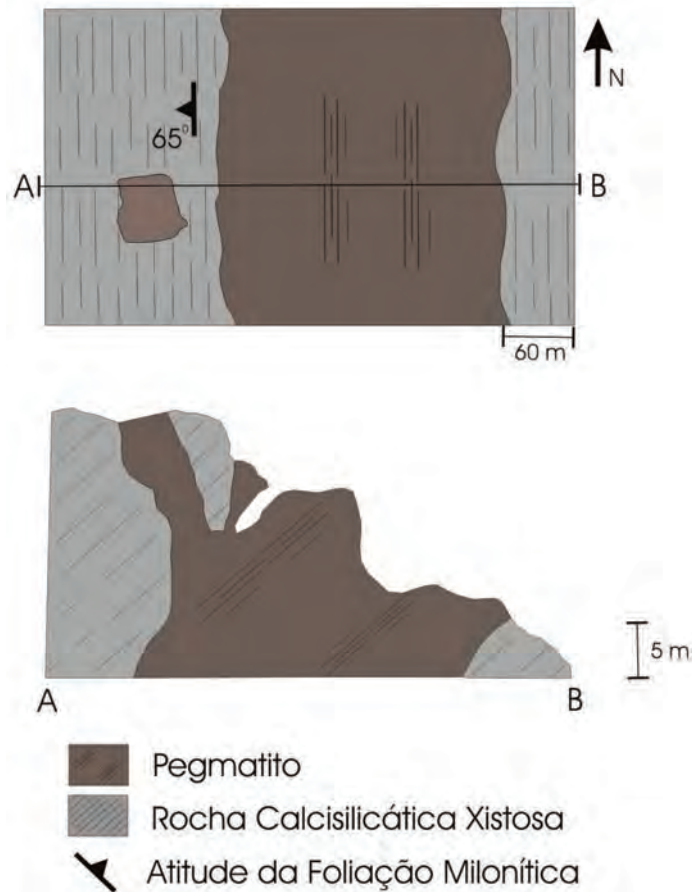 N
65°
A
B
60 m
5 m
A
B
Pegmatito
Rocha Calcisilicática Xistosa
Atitude da Foliação Milonítica